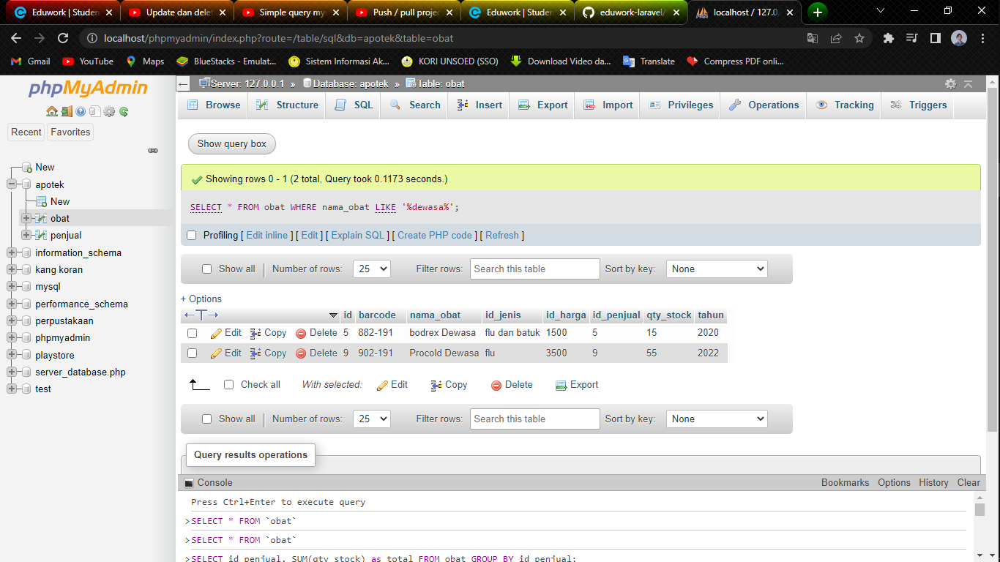 Eduwork | Studen
Update dan delet
Simple query my
Push / pull projec
Eduwork | Studen
eduwork-laravel/
localhost / 127.0.
localhost/phpmyadmin/index.php?route=/table/sql&db=apotek&table=obat
Gmail YouTube Maps BlueStacks - Emulat... Sistem Informasi Ak... KORI UNSOED (SSO) Download Video da... Translate Compress PDF onli...
phpMyAdmin
Recent Favorites
New
apotek
New
obat
penjual
information_schema
kang koran
mysql
performance_schema
perpustakaan
phpmyadmin
playstore
server_database.php
test
Server: 127.0.0.1 » Database: apotek » Table: obat
Browse Structure SQL Search Insert Export Import Privileges Operations Tracking Triggers
Show query box
Showing rows 0 - 1 (2 total, Query took 0.1173 seconds.)
SELECT * FROM obat WHERE nama_obat LIKE '%dewasa%';
Profiling [ Edit inline ] [ Edit ] [ Explain SQL ] [ Create PHP code ] [ Refresh ]
Show all Number of rows: 25 Filter rows: Search this table Sort by key: None
+ Options
id barcode nama_obat id_jenis id_harga id_penjual qty_stock tahun
Edit Copy Delete 5 882-191 bodrex Dewasa flu dan batuk 1500 5 15 2020
Edit Copy Delete 9 902-191 Procold Dewasa flu 3500 9 55 2022
Check all With selected: Edit Copy Delete Export
Show all Number of rows: 25 Filter rows: Search this table Sort by key: None
Query results operations
Console Bookmarks Options History Clear
Press Ctrl+Enter to execute query
>SELECT * FROM `obat`
>SELECT * FROM `obat`
>SELECT id_penjual, SUM(qty_stock) as total FROM obat GROUP BY id_penjual;